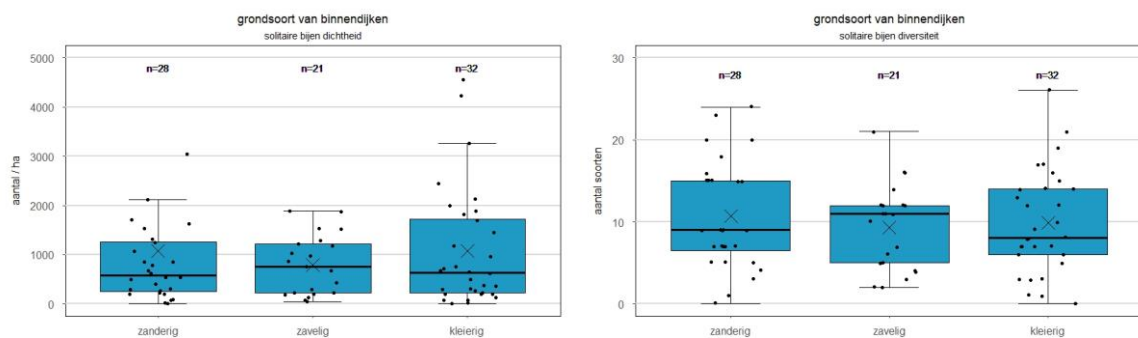 grondsoort van binnendijken
solitaire bijen dichtheid
5000
4000
3000
2000
1000
0
aantal / ha
n=28 n=21 n=32
zanderig zavelig kleierig
grondsoort van binnendijken
solitaire bijen diversiteit
30
20
10
0
aantal soorten
n=28 n=21 n=32
zanderig zavelig kleierig